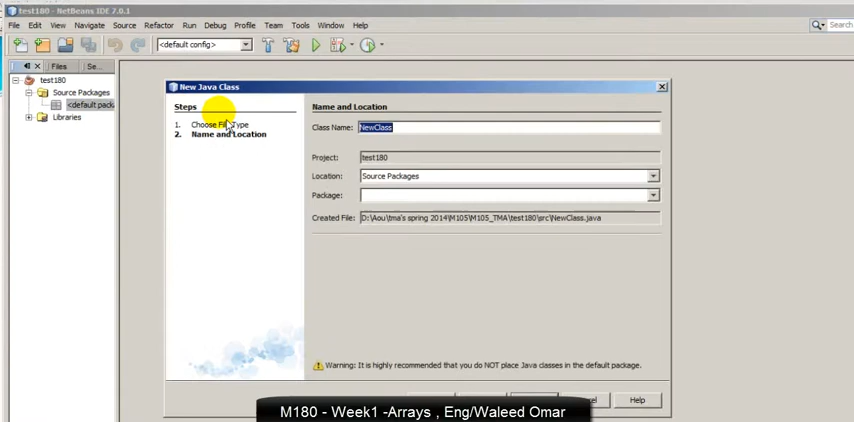 test180 - NetBeans IDE 7.0.1
File Edit View Navigate Source Refactor Run Debug Profile Team Tools Window Help
<default config>
Search
Files Se...
test180
Source Packages
<default pack
Libraries
New Java Class
Steps
1. Choose File Type
2. Name and Location
Name and Location
Class Name: NewClass
Project: test180
Location: Source Packages
Package:
Created File: D:\Aou\tma's spring 2014\M105\M105_TMA\test180\src\NewClass.java
Warning: It is highly recommended that you do NOT place Java classes in the default package.
Help
M180 - Week1 -Arrays , Eng/Waleed Omar